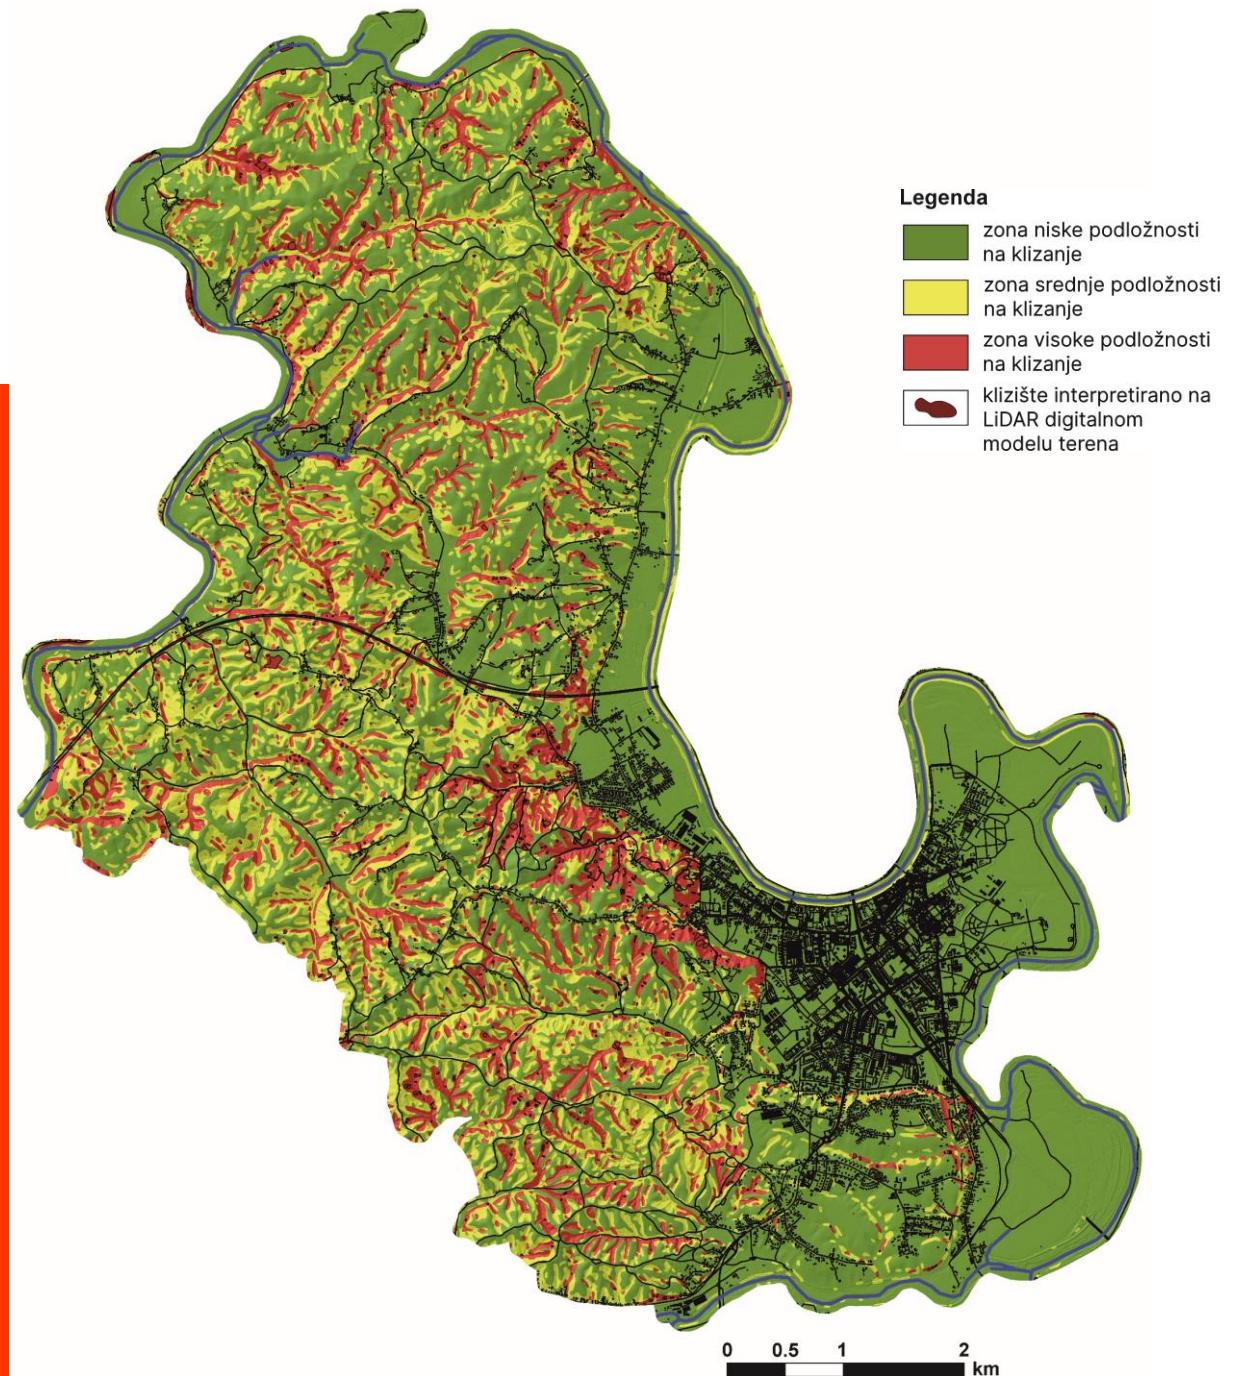 Legenda
zona niske podložnosti
na klizanje
zona srednje podložnosti
na klizanje
zona visoke podložnosti
na klizanje
klizište interpretirano na
LiDAR digitalnom
modelu terena
0 0.5 1 2
km